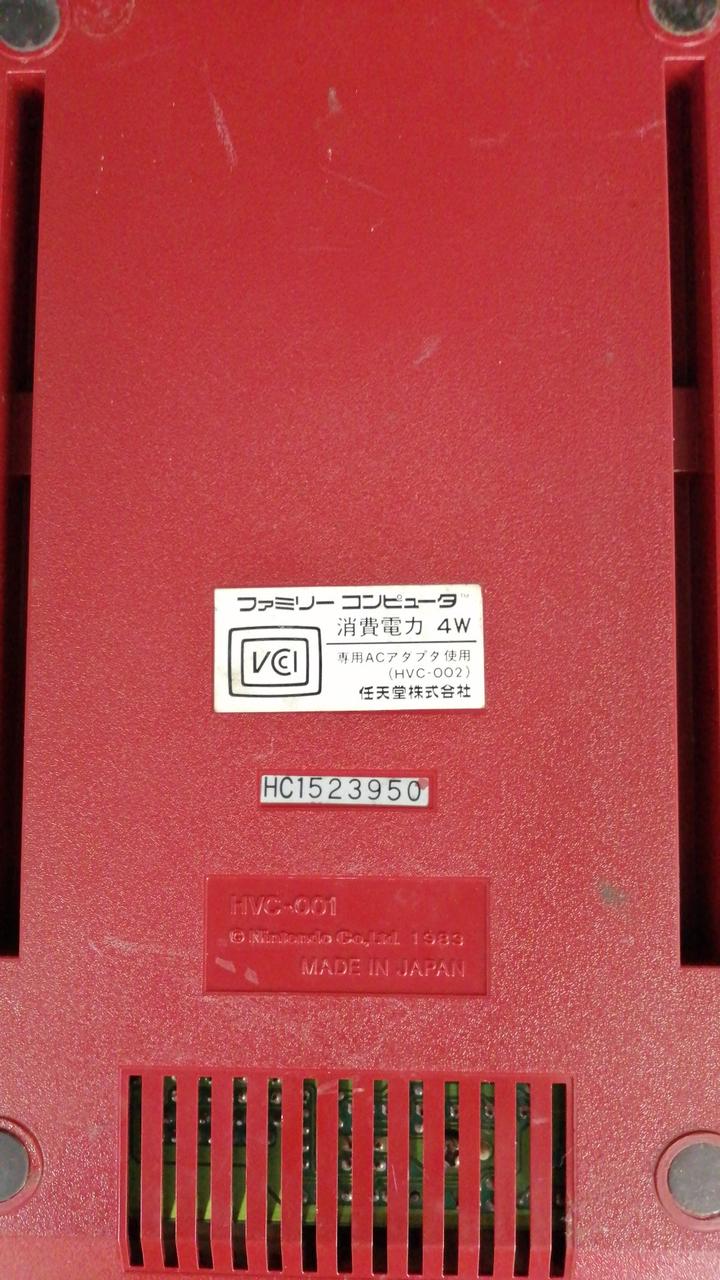 ファミリー コンピュータ™
消費電力 4W
VCCI
専用ACアダプタ使用
(HVC-002)
任天堂株式会社
HC1523950
HVC-001
© Nintendo Co., Ltd. 1983
MADE IN JAPAN